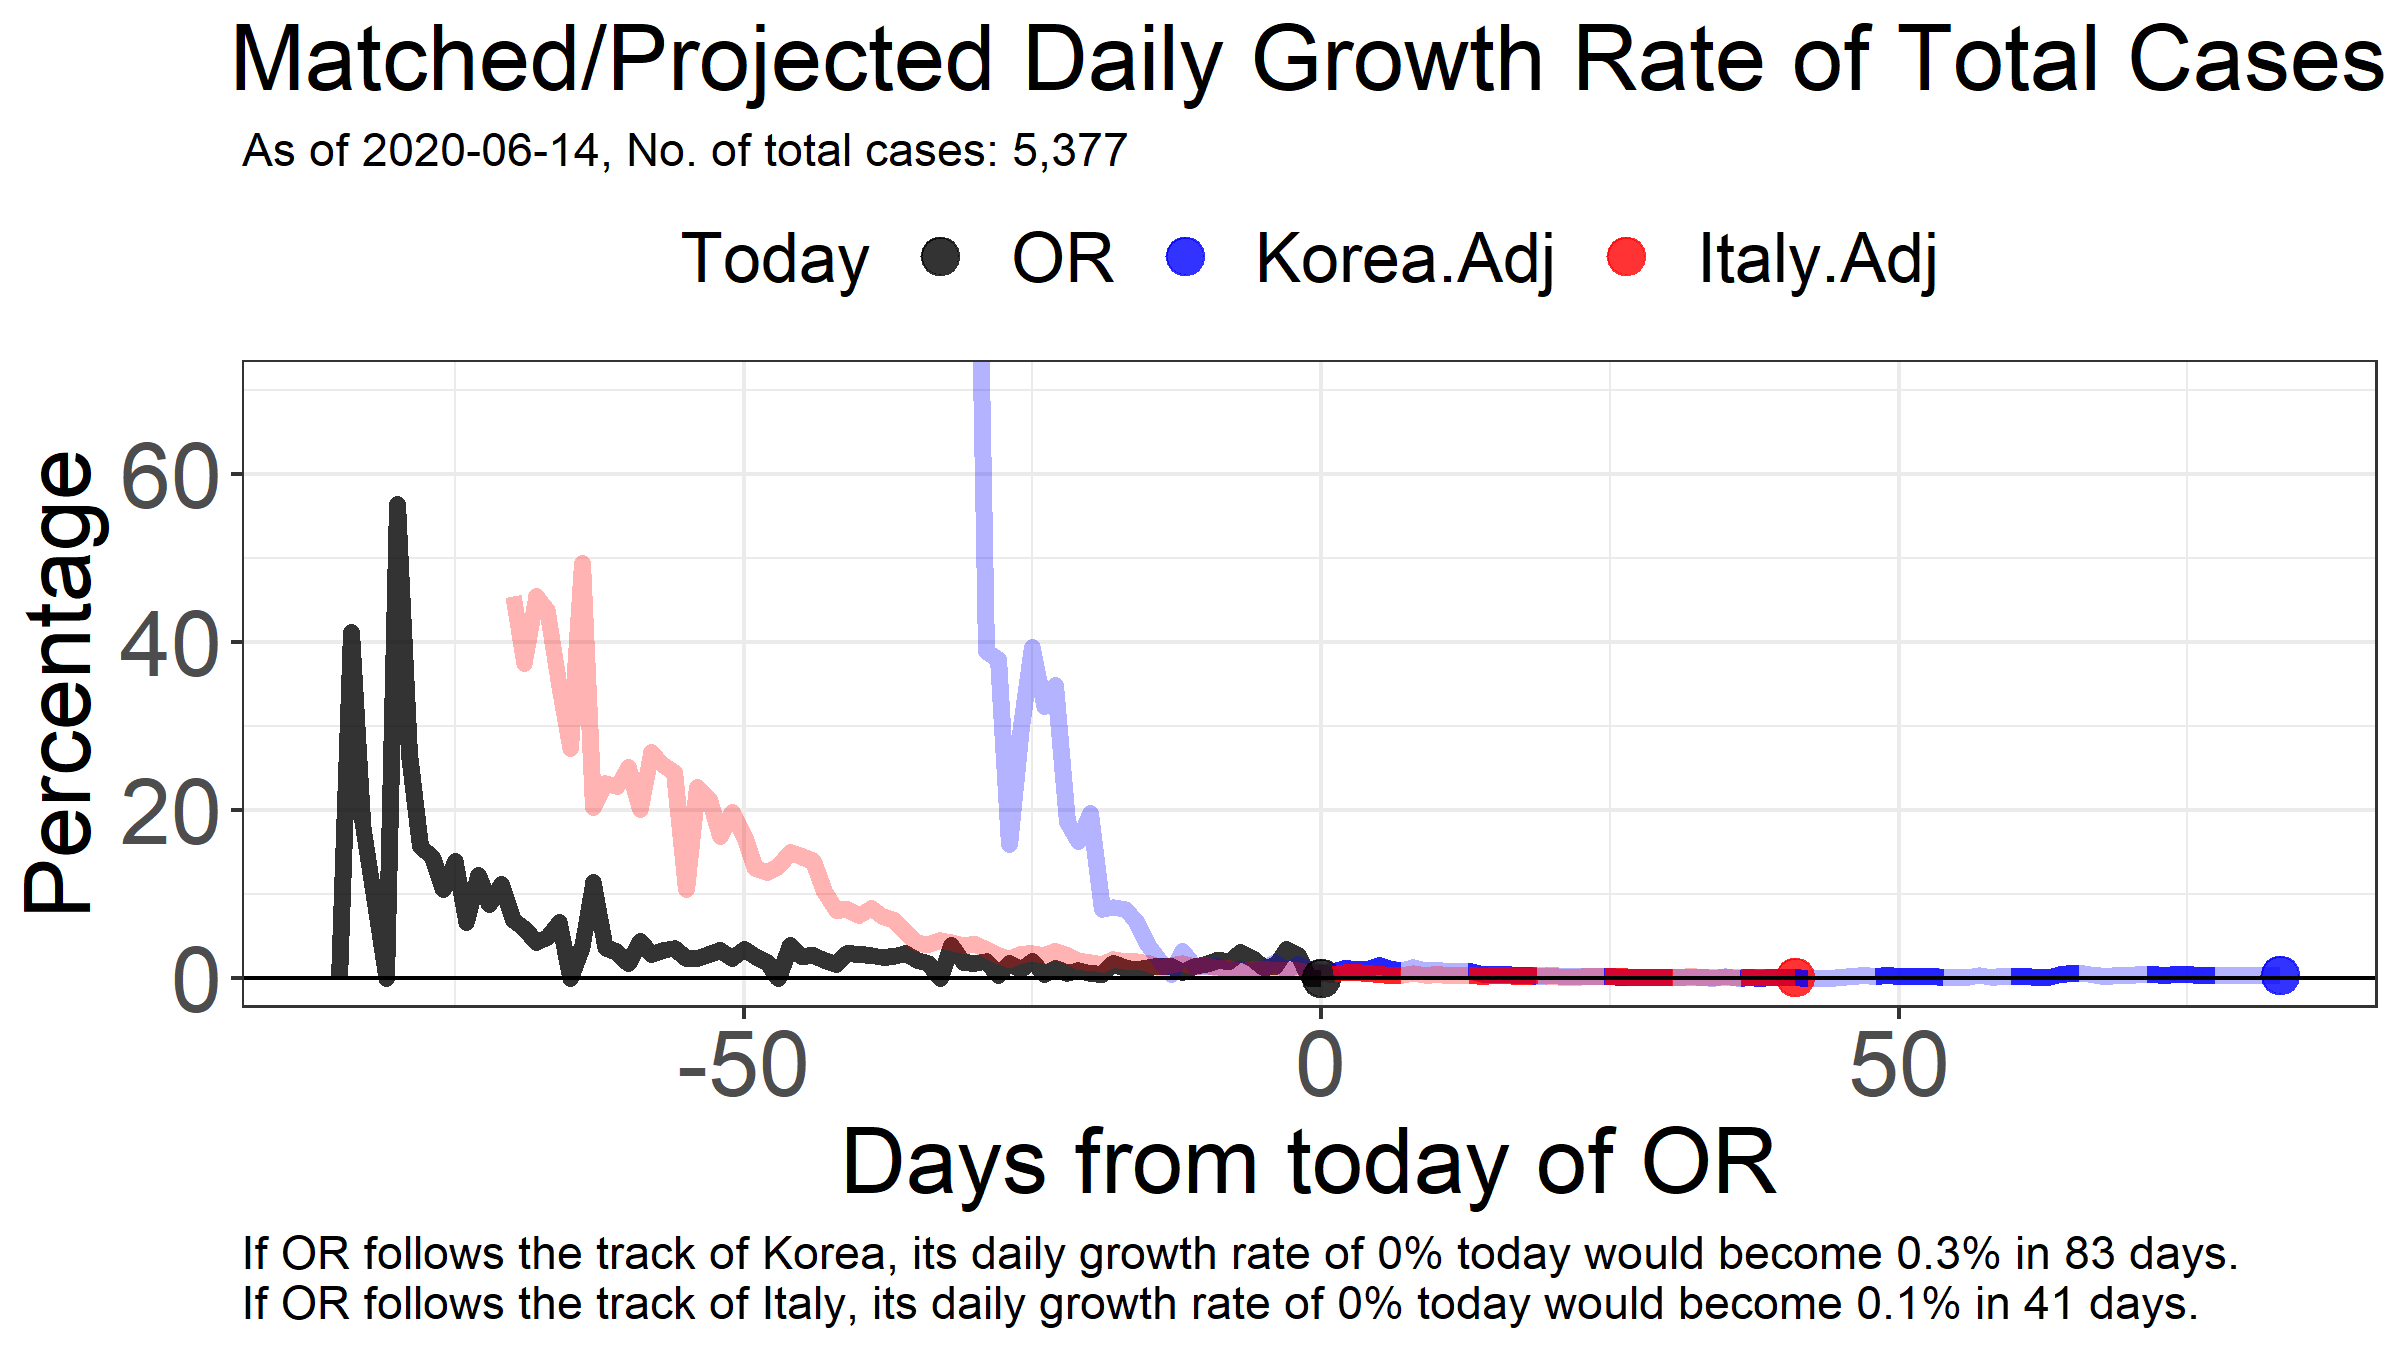 Matched/Projected Daily Growth Rate of Total Cases
As of 2020-06-14, No. of total cases: 5,377
Today OR Korea.Adj Italy.Adj
Percentage
60
40
20
0
-50 0 50
Days from today of OR
If OR follows the track of Korea, its daily growth rate of 0% today would become 0.3% in 83 days.
If OR follows the track of Italy, its daily growth rate of 0% today would become 0.1% in 41 days.